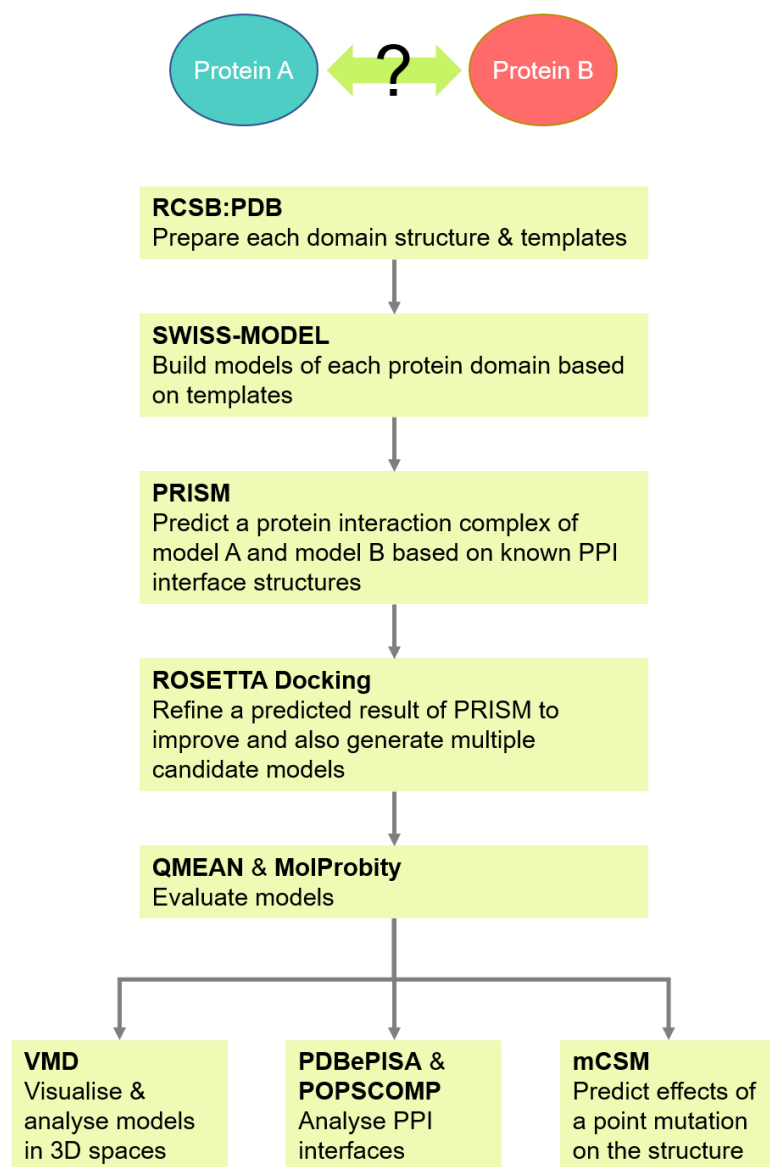 Protein A
?
Protein B
RCSB:PDB
Prepare each domain structure & templates
SWISS-MODEL
Build models of each protein domain based
on templates
PRISM
Predict a protein interaction complex of
model A and model B based on known PPI
interface structures
ROSETTA Docking
Refine a predicted result of PRISM to
improve and also generate multiple
candidate models
QMEAN & MolProbity
Evaluate models
VMD
Visualise &
analyse models
in 3D spaces
PDBePISA &
POPSCOMP
Analyse PPI
interfaces
mCSM
Predict effects of
a point mutation
on the structure